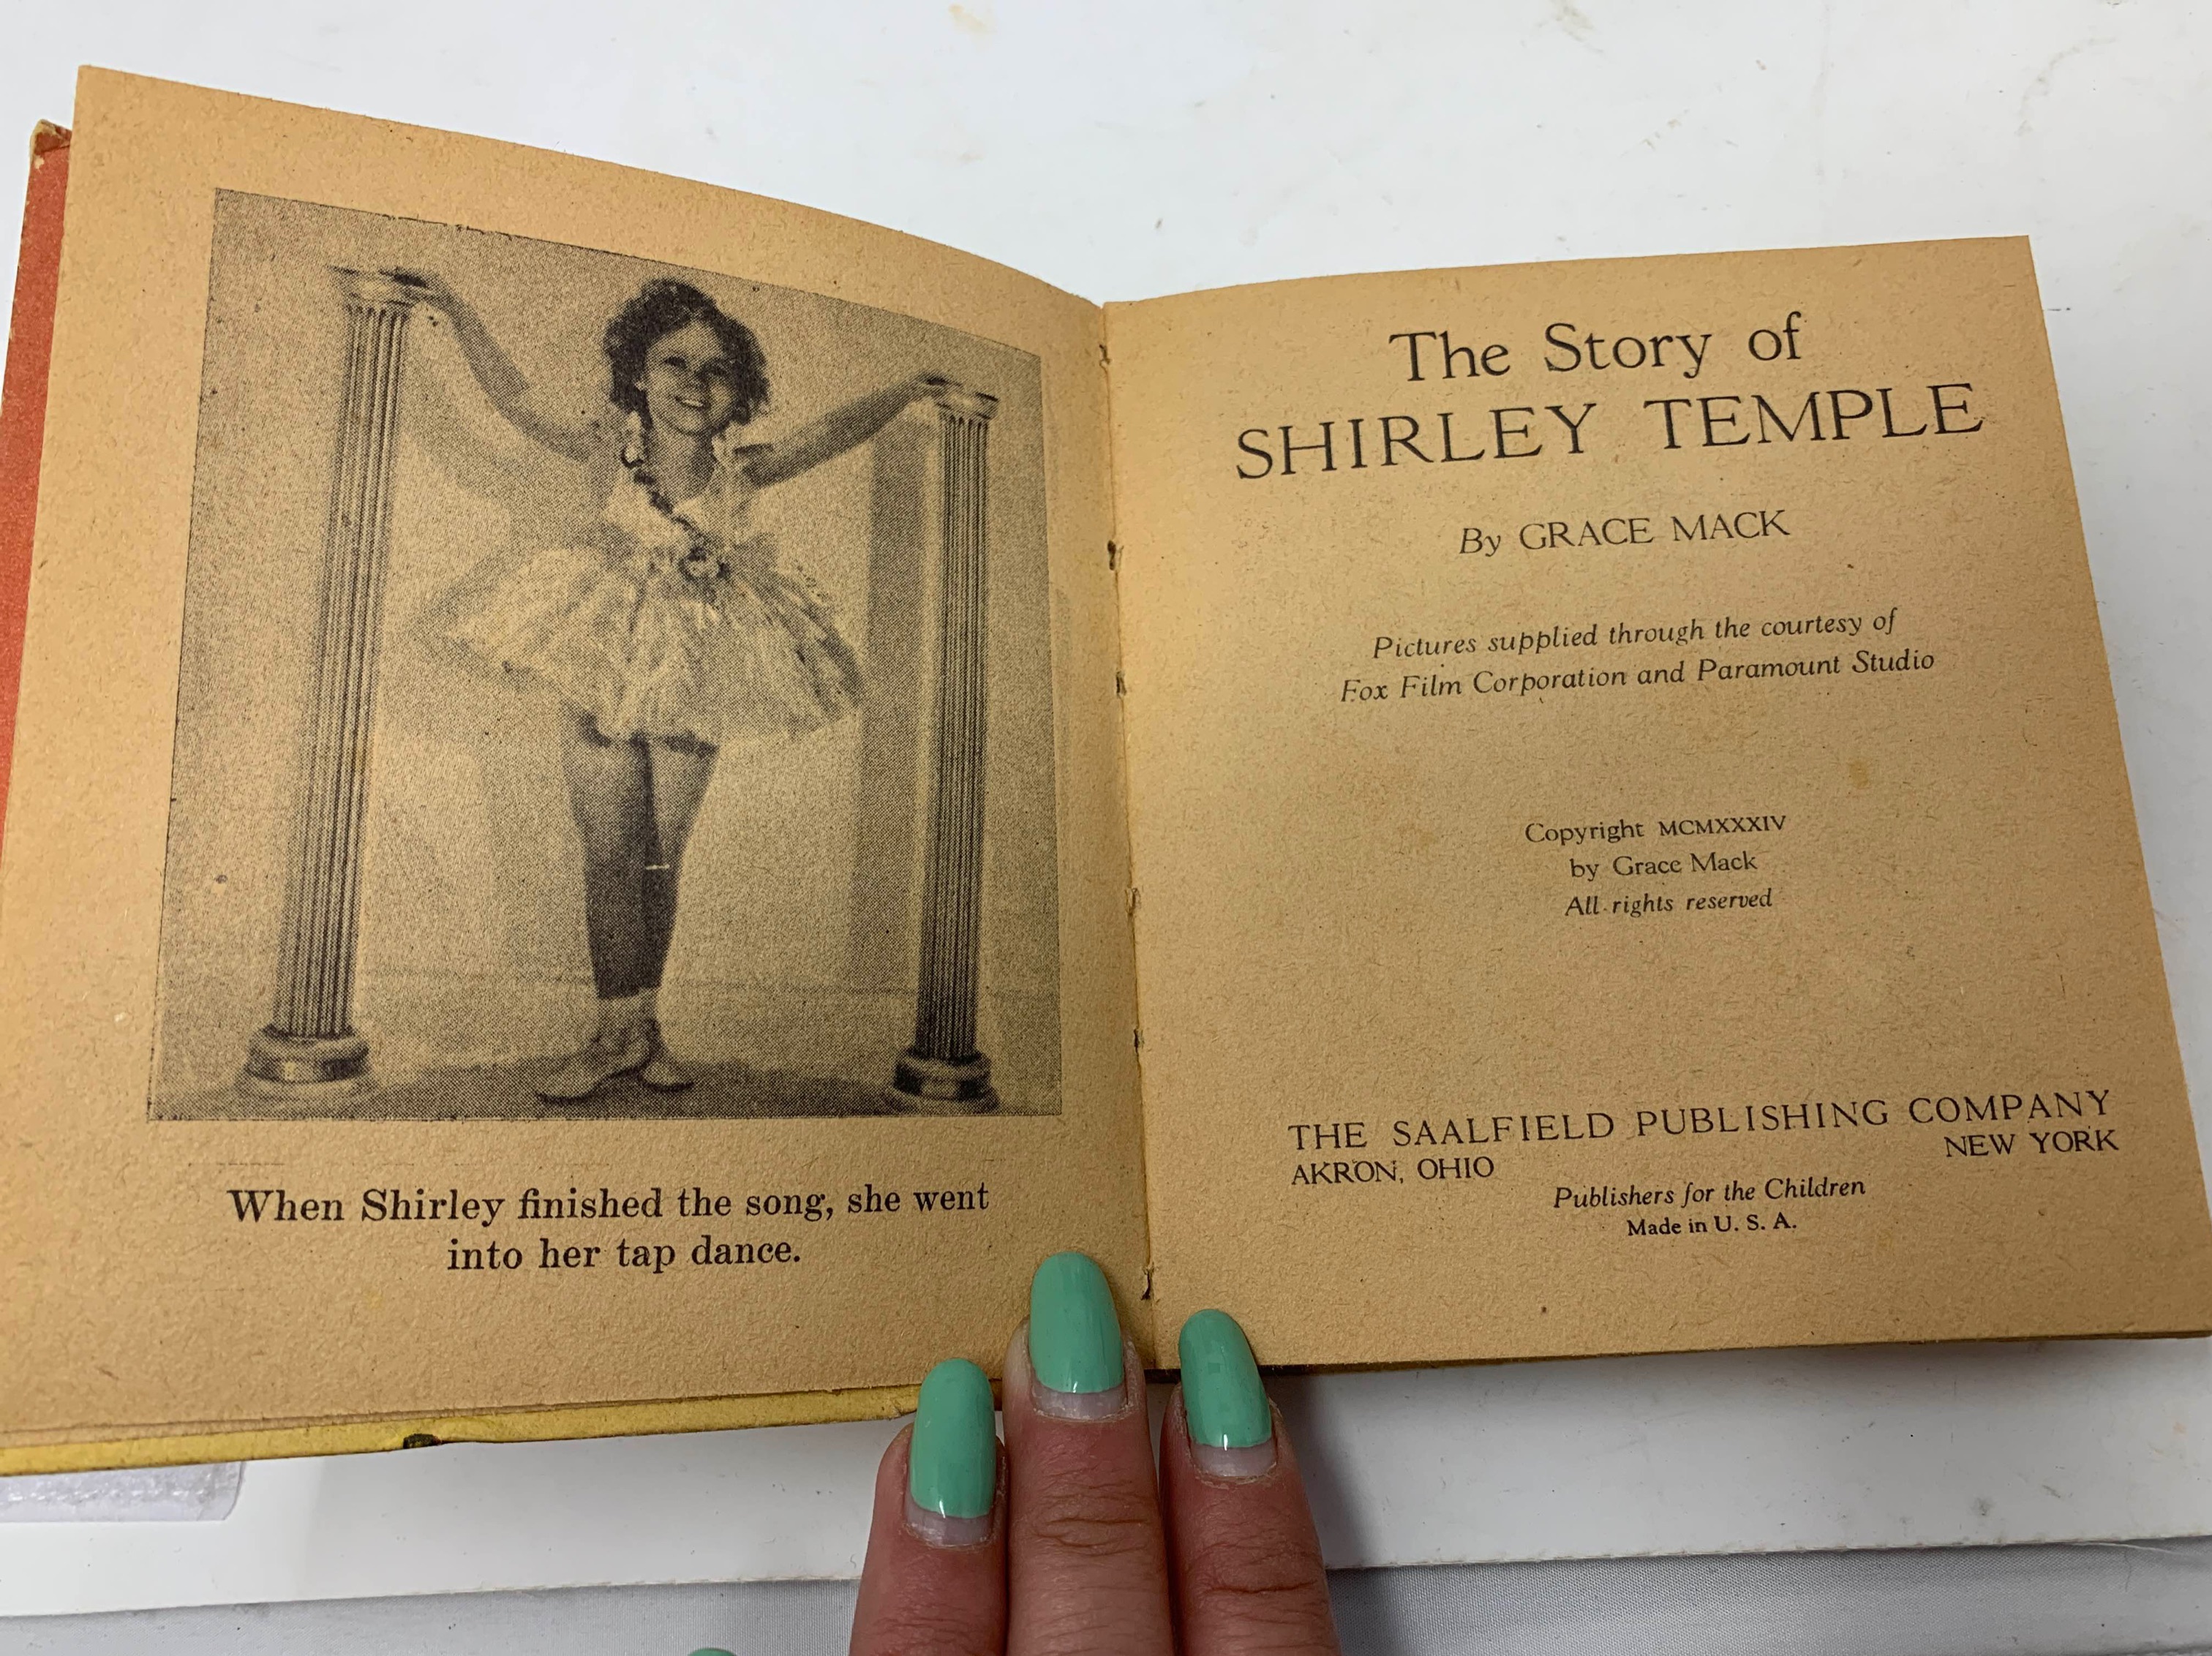 When Shirley finished the song, she went
into her tap dance.
The Story of
SHIRLEY TEMPLE
By GRACE MACK
Pictures supplied through the courtesy of
Fox Film Corporation and Paramount Studio
Copyright MCMXXXIV
by Grace Mack
All rights reserved
THE SAALFIELD PUBLISHING COMPANY
AKRON, OHIO NEW YORK
Publishers for the Children
Made in U. S. A.